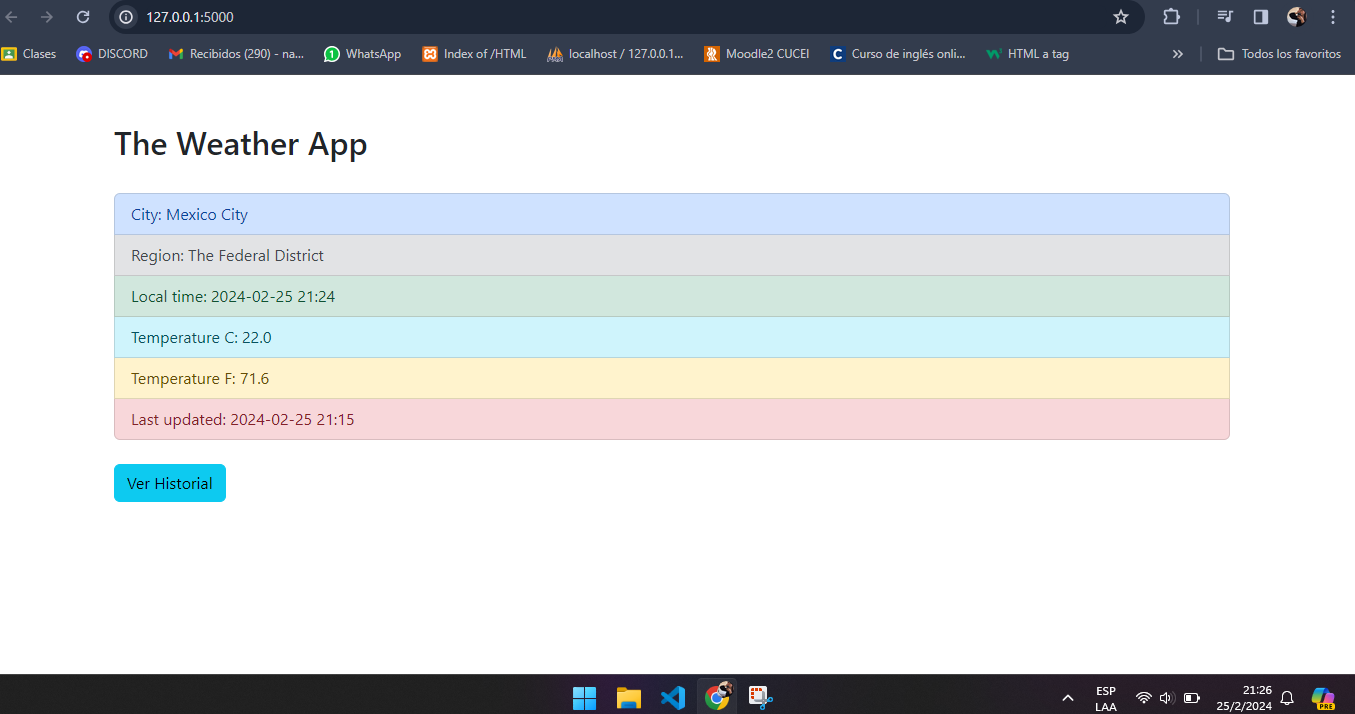 127.0.0.1:5000
Clases DISCORD Recibidos (290) - na... WhatsApp Index of /HTML localhost / 127.0.0.1... Moodle2 CUCEI Curso de inglés onli... HTML a tag » Todos los favoritos
The Weather App
City: Mexico City
Region: The Federal District
Local time: 2024-02-25 21:24
Temperature C: 22.0
Temperature F: 71.6
Last updated: 2024-02-25 21:15
Ver Historial
ESP 21:26
LAA 25/2/2024 PRE